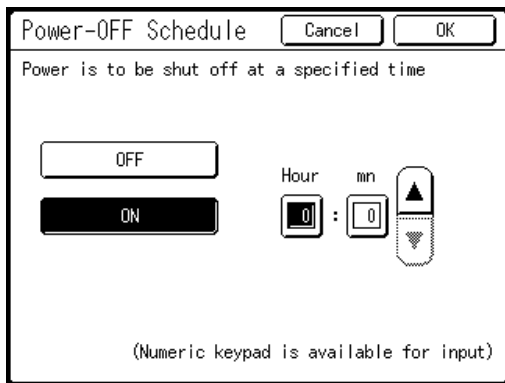 Power-OFF Schedule Cancel OK
Power is to be shut off at a specified time
OFF
Hour mn
ON 0 : 0
(Numeric keypad is available for input)